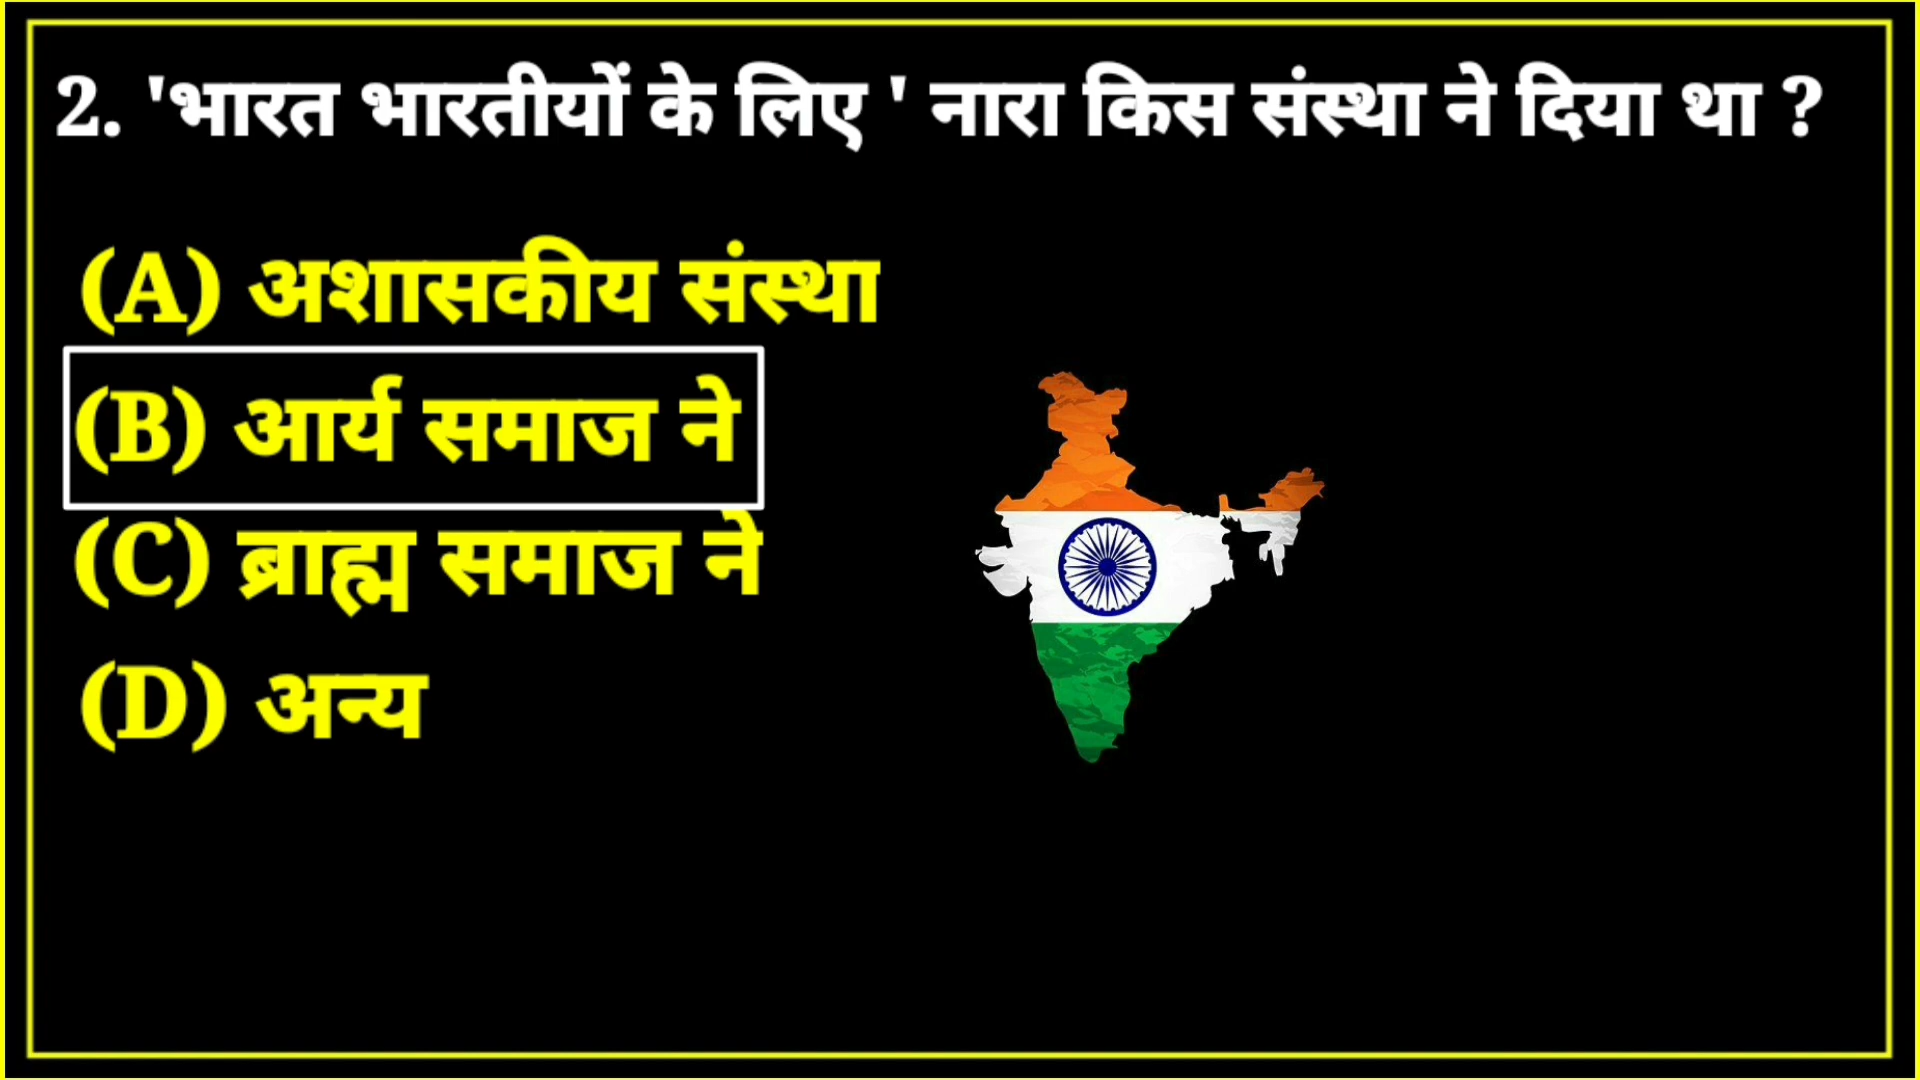 2. 'भारत भारतीयों के लिए ' नारा किस संस्था ने दिया था ?
(A) अशासकीय संस्था
(B) आर्य समाज ने
(C) ब्राह्म समाज ने
(D) अन्य